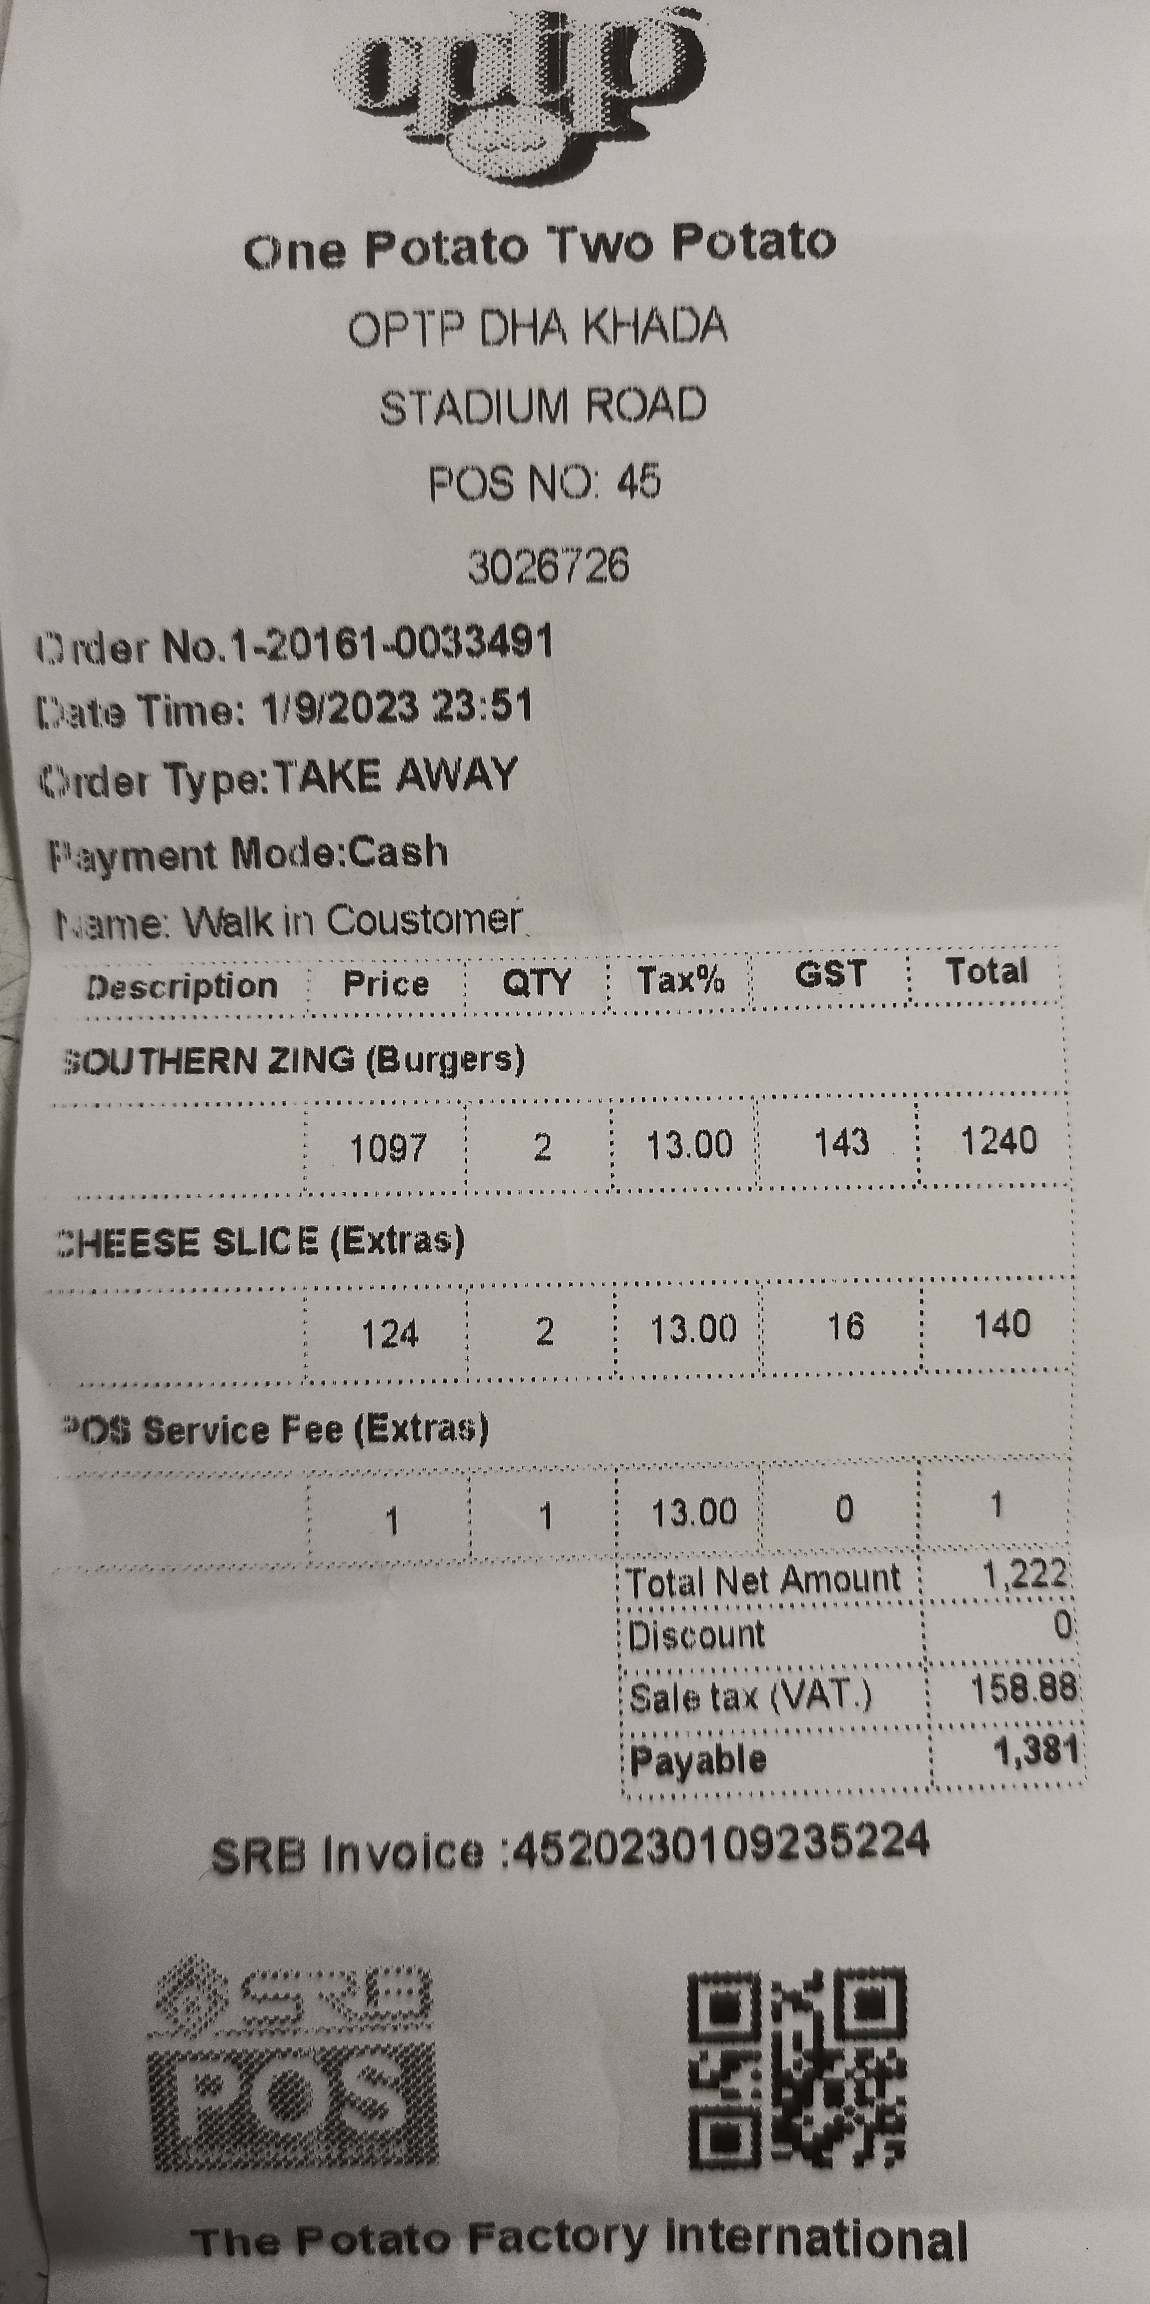 optp
One Potato Two Potato
OPTP DHA KHADA
STADIUM ROAD
POS NO: 45
3026726
Order No.1-20161-0033491
Date Time: 1/9/2023 23:51
Order Type:TAKE AWAY
Payment Mode:Cash
Name: Walk in Coustomer
Description Price QTY Tax% GST Total
SOUTHERN ZING (Burgers)
1097 2 13.00 143 1240
CHEESE SLICE (Extras)
124 2 13.00 16 140
POS Service Fee (Extras)
1 1 13.00 0 1
Total Net Amount 1,222
Discount 0
Sale tax (VAT.) 158.88
Payable 1,381
SRB Invoice :4520230109235224
SRB
POS
The Potato Factory International